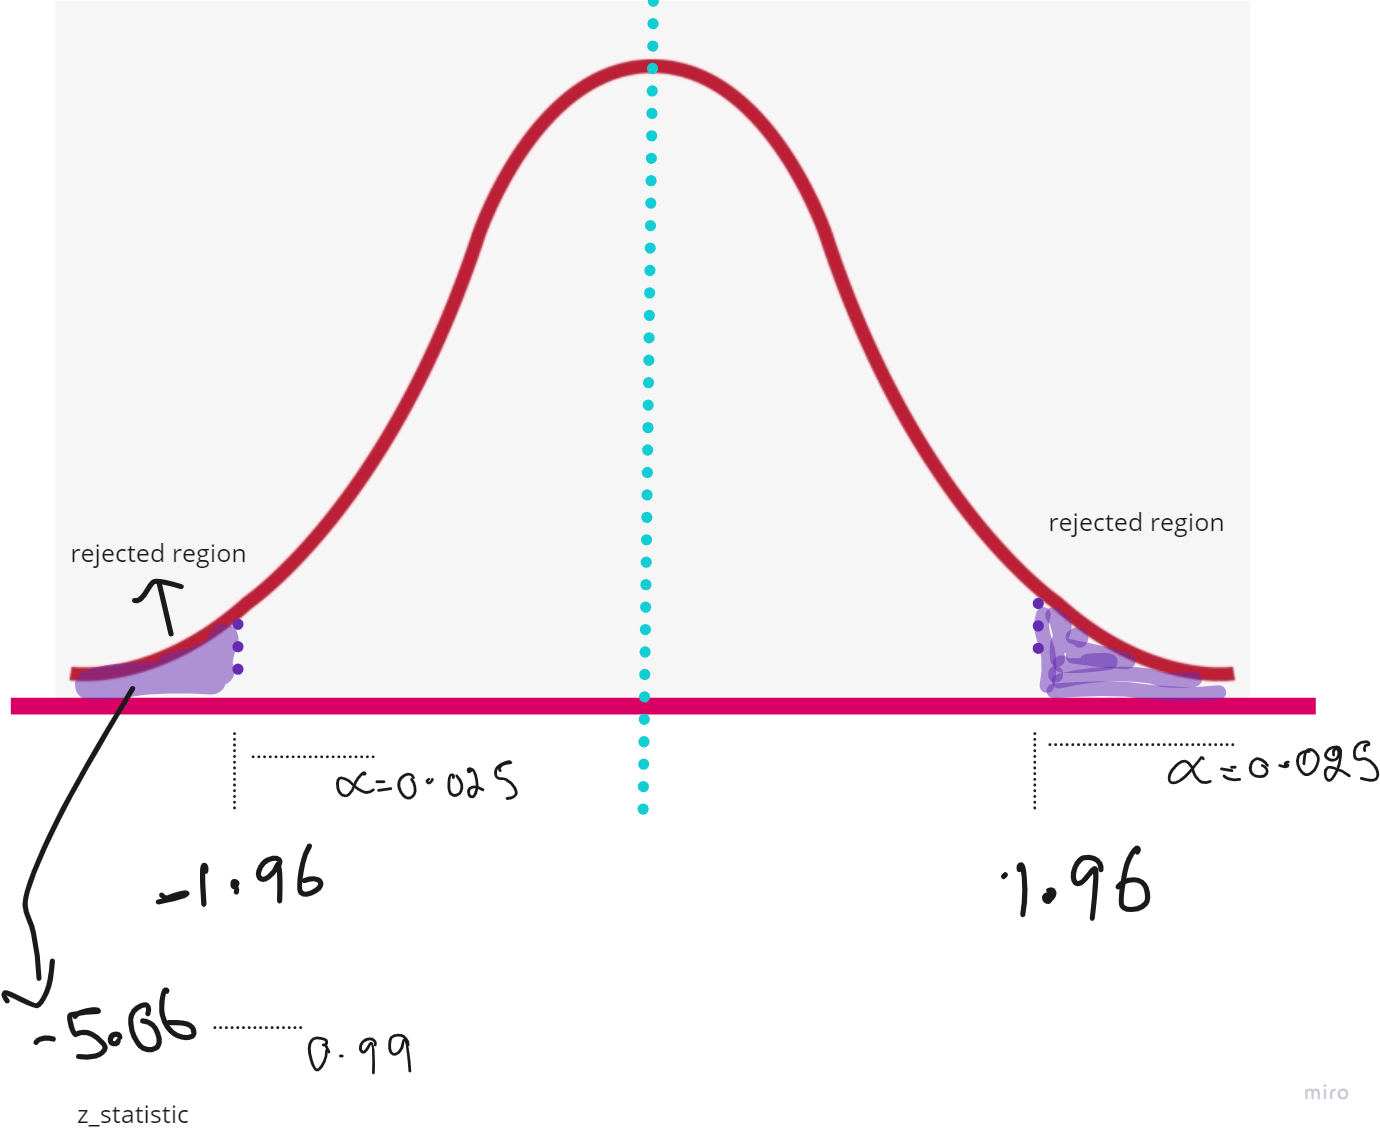 rejected region
rejected region
α=0.025
α=0.025
-1.96
1.96
-5.06
0.99
z_statistic
miro